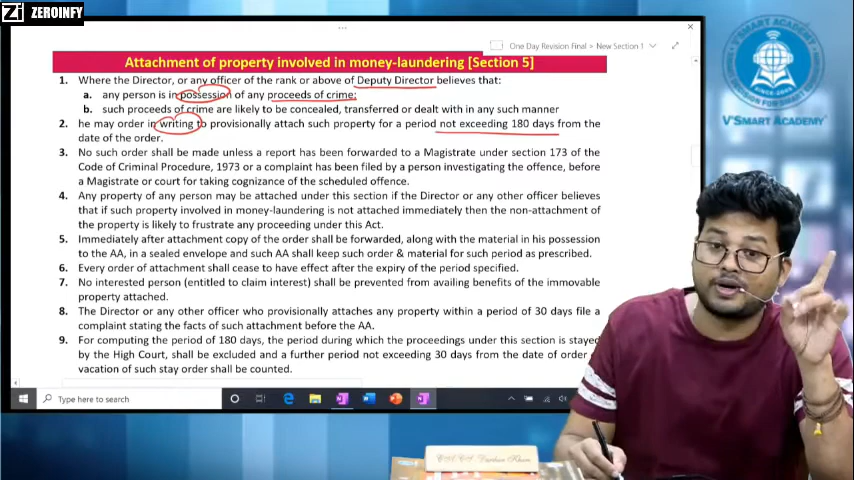 Zi ZEROINFY
One Day Revision Final » New Section 1
V'SMART ACADEMY
V'SMART ACADEMY
Attachment of property involved in money-laundering [Section 5]
1. Where the Director, or any officer of the rank or above of Deputy Director believes that:
a. any person is in possession of any proceeds of crime;
b. such proceeds of crime are likely to be concealed, transferred or dealt with in any such manner
2. he may order in writing to provisionally attach such property for a period not exceeding 180 days from the
date of the order.
3. No such order shall be made unless a report has been forwarded to a Magistrate under section 173 of the
Code of Criminal Procedure, 1973 or a complaint has been filed by a person investigating the offence, before
a Magistrate or court for taking cognizance of the scheduled offence.
4. Any property of any person may be attached under this section if the Director or any other officer believes
that if such property involved in money-laundering is not attached immediately then the non-attachment of
the property is likely to frustrate any proceeding under this Act.
5. Immediately after attachment copy of the order shall be forwarded, along with the material in his possession
to the AA, in a sealed envelope and such AA shall keep such order & material for such period as prescribed.
6. Every order of attachment shall cease to have effect after the expiry of the period specified.
7. No interested person (entitled to claim interest) shall be prevented from availing benefits of the immovable
property attached.
8. The Director or any other officer who provisionally attaches any property within a period of 30 days file a
complaint stating the facts of such attachment before the AA.
9. For computing the period of 180 days, the period during which the proceedings under this section is stayed
by the High Court, shall be excluded and a further period not exceeding 30 days from the date of order
vacation of such stay order shall be counted.
Type here to search